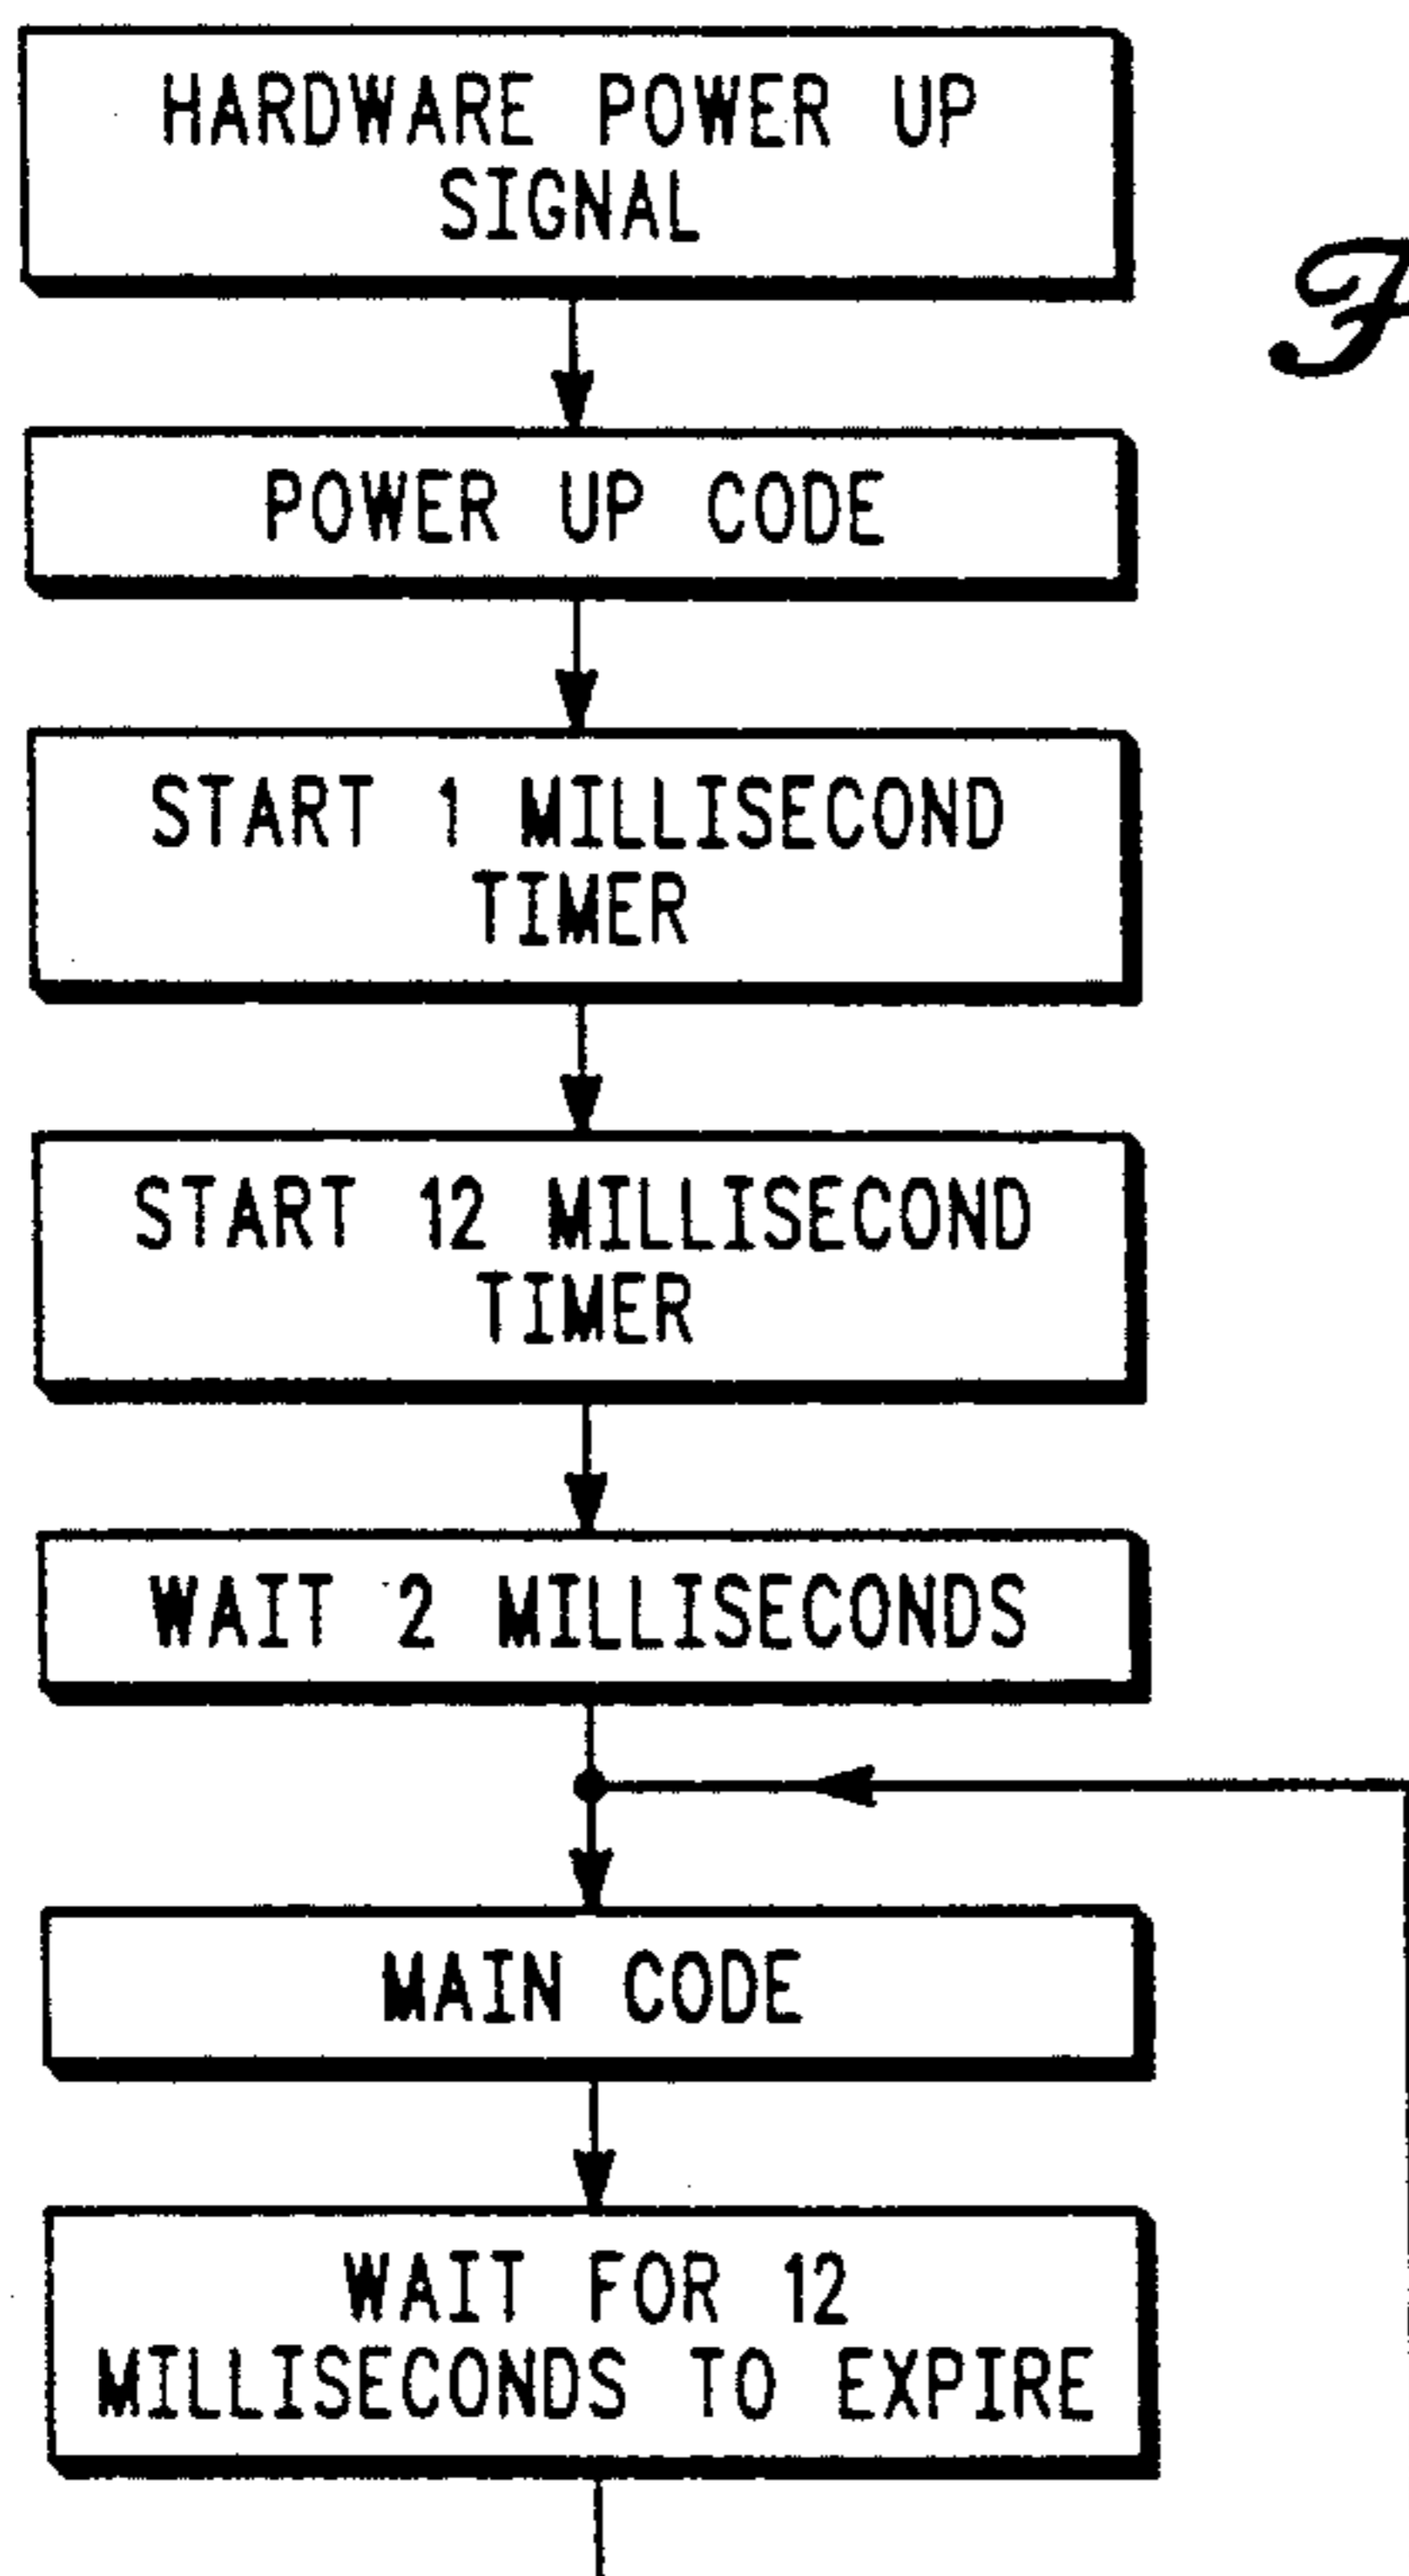 HARDWARE POWER UP
SIGNAL
POWER UP CODE
START 1 MILLISECOND
TIMER
START 12 MILLISECOND
TIMER
WAIT 2 MILLISECONDS
MAIN CODE
WAIT FOR 12
MILLISECONDS TO EXPIRE